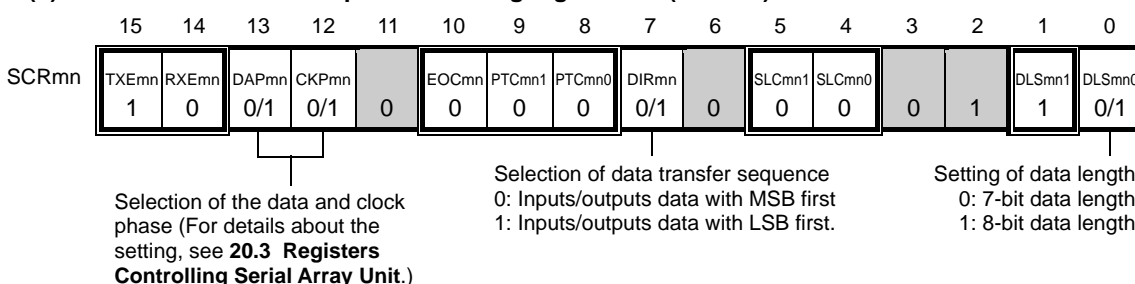 15 14 13 12 11 10 9 8 7 6 5 4 3 2 1 0
SCRmn TXEmn RXEmn DAPmn CKPmn EOCmn PTCmn1 PTCmn0 DIRmn SLCmn1 SLCmn0 DLSmn1 DLSmn0
1 0 0/1 0/1 0 0 0 0 0/1 0 0 0 0 1 1 0/1
Selection of the data and clock
phase (For details about the
setting, see 20.3 Registers
Controlling Serial Array Unit.)
Selection of data transfer sequence
0: Inputs/outputs data with MSB first
1: Inputs/outputs data with LSB first.
Setting of data length
0: 7-bit data length
1: 8-bit data length